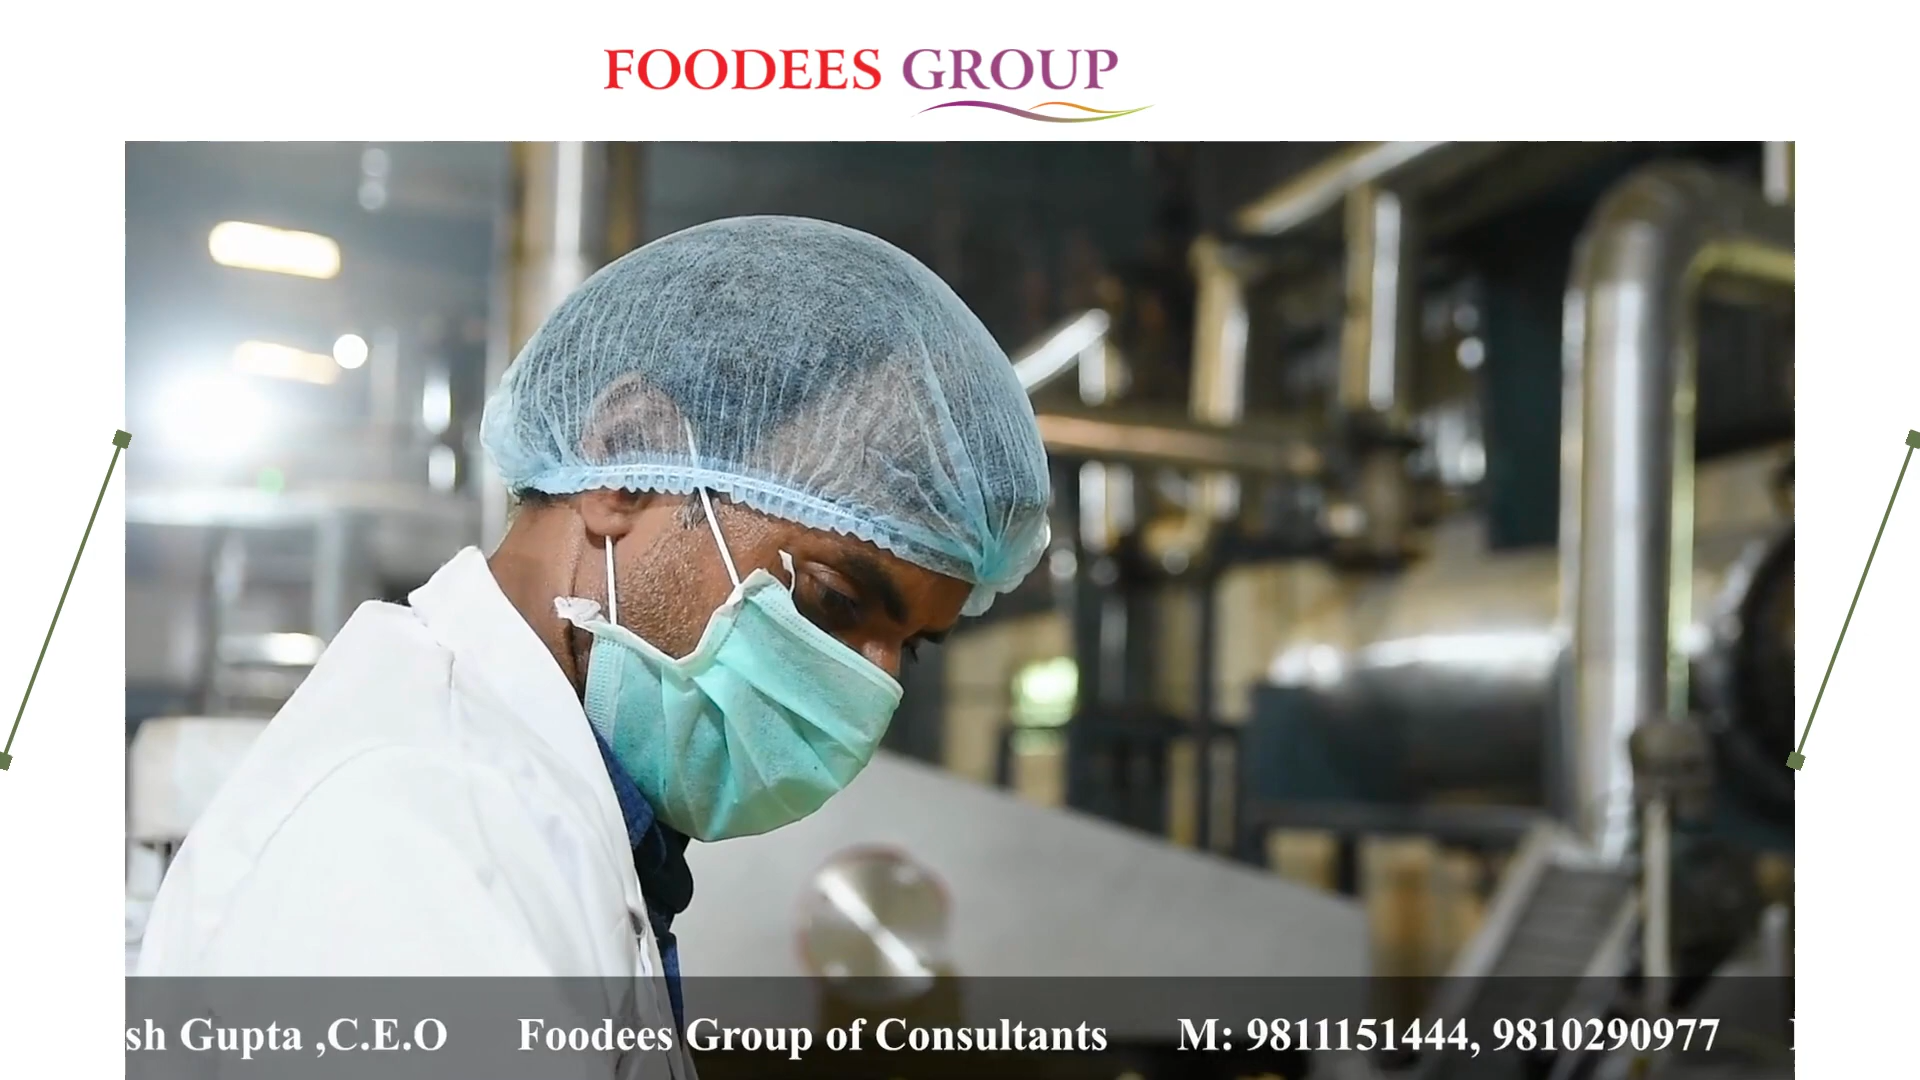 FOODEES GROUP
sh Gupta ,C.E.O Foodees Group of Consultants M: 9811151444, 9810290977